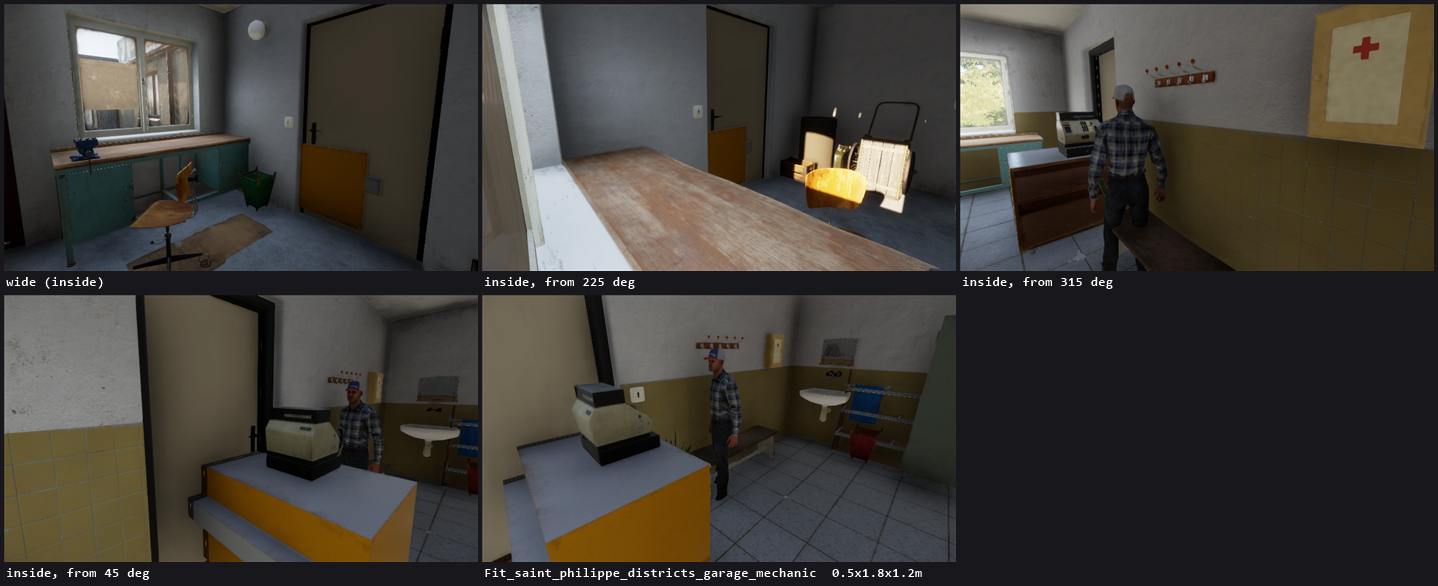 wide (inside)
inside, from 225 deg
inside, from 315 deg
inside, from 45 deg
Fit_saint_philippe_districts_garage_mechanic 0.5x1.8x1.2m